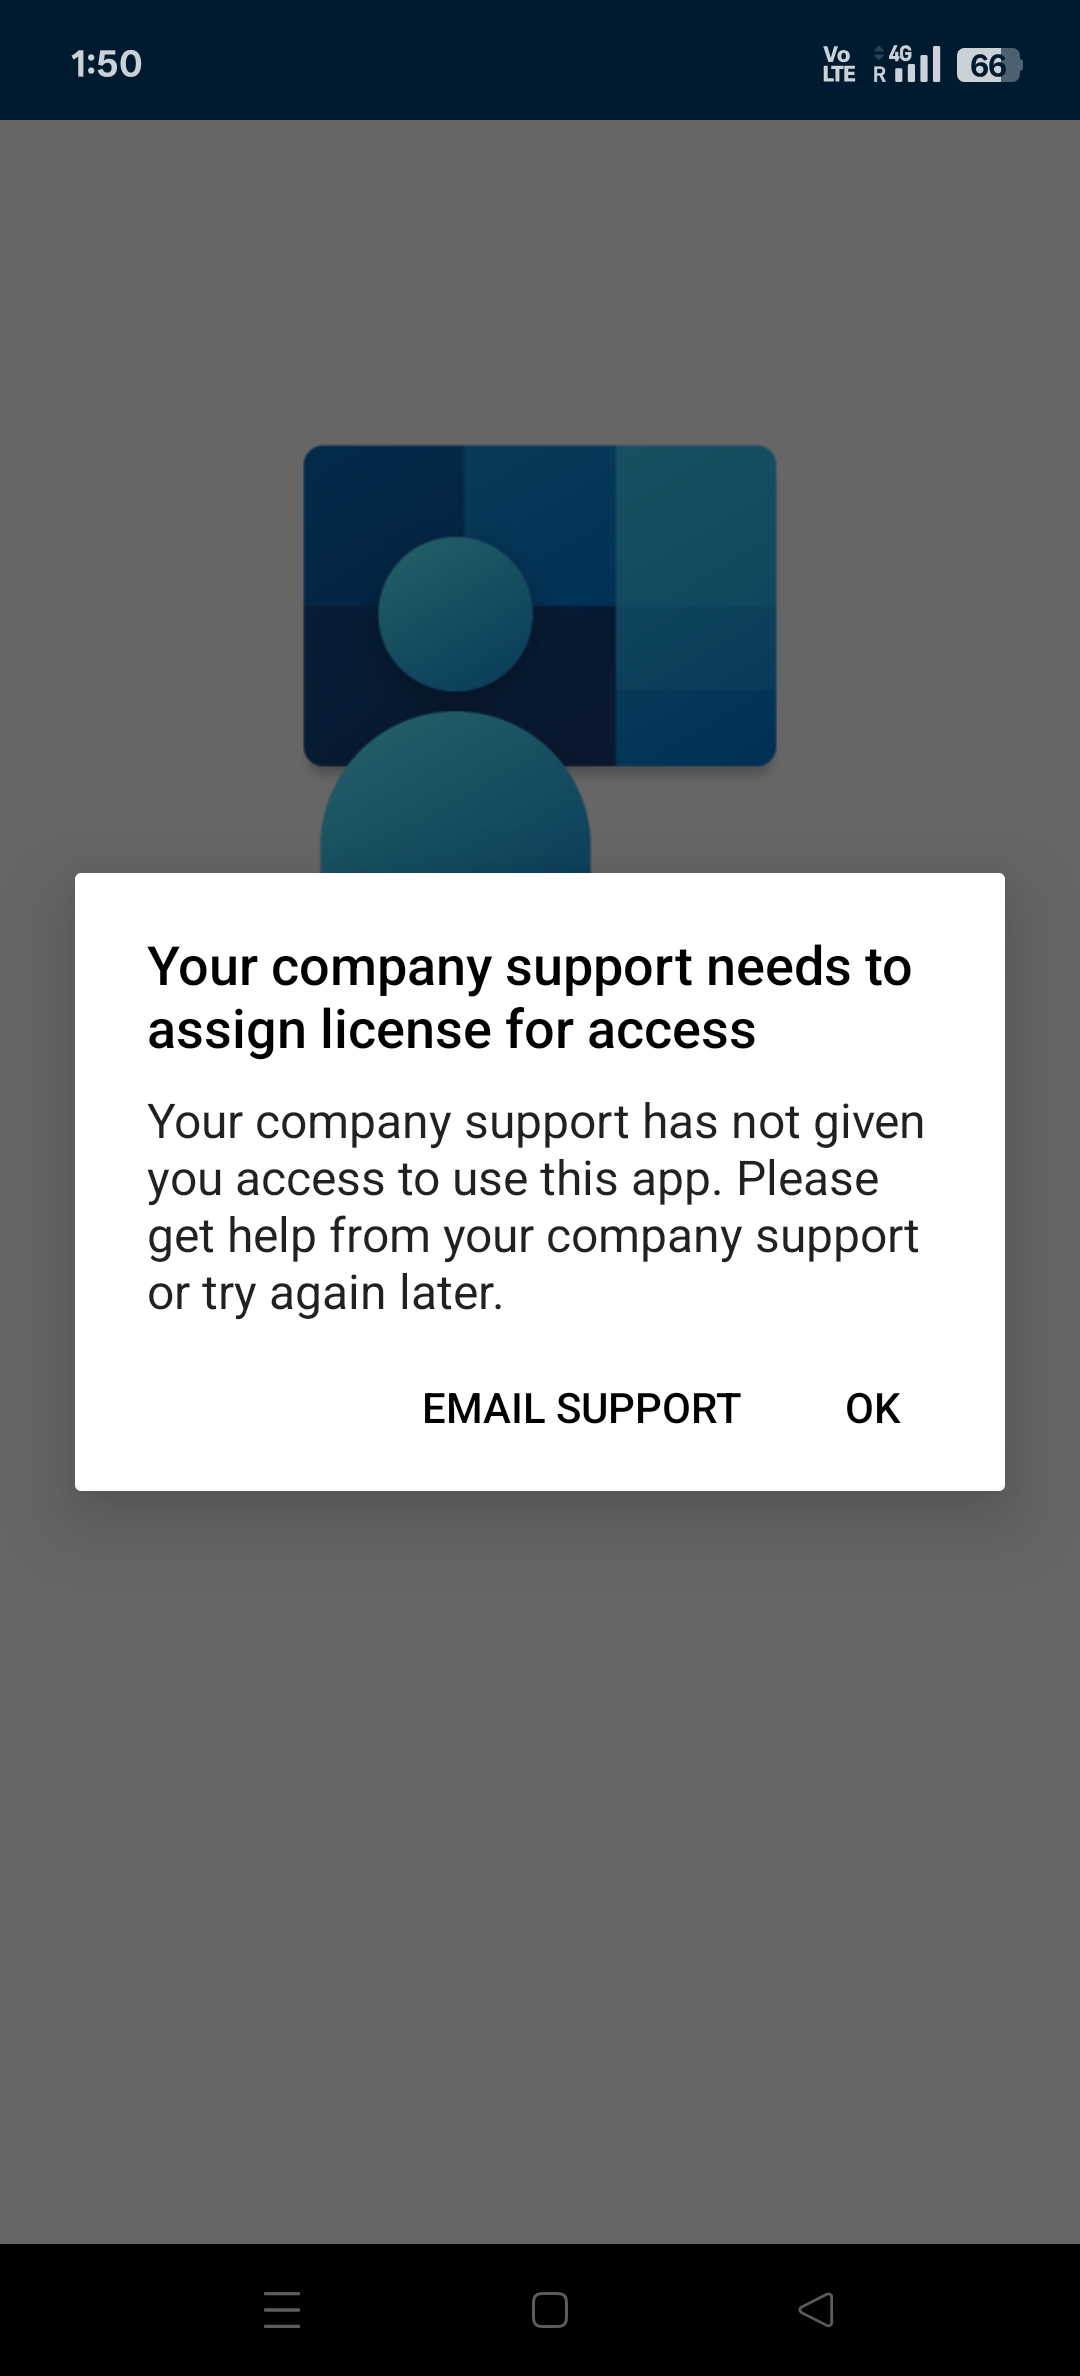 1:50
Vo
LTE
4G
R
66
Your company support needs to
assign license for access
Your company support has not given
you access to use this app. Please
get help from your company support
or try again later.
EMAIL SUPPORT OK